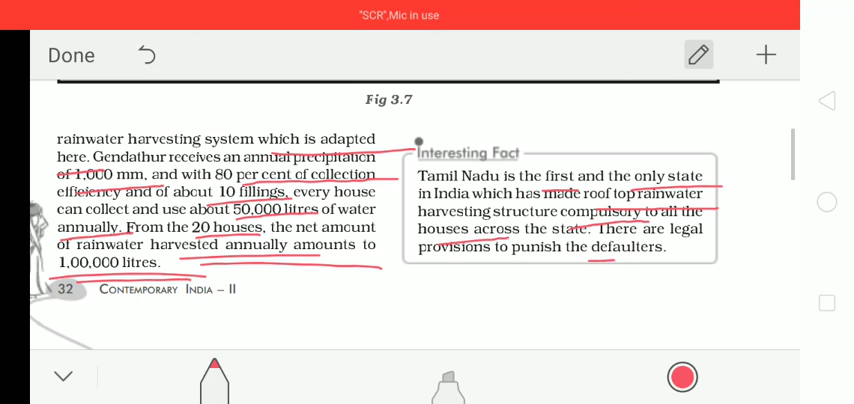 "SCR",Mic in use
Done
Fig 3.7
rainwater harvesting system which is adapted
here. Gendathur receives an annual precipitation
of 1,000 mm, and with 80 per cent of collection
efficiency and of about 10 fillings, every house
can collect and use about 50,000 litres of water
annually. From the 20 houses, the net amount
of rainwater harvested annually amounts to
1,00,000 litres.
Interesting Fact
Tamil Nadu is the first and the only state
in India which has made roof top rainwater
harvesting structure compulsory to all the
houses across the state. There are legal
provisions to punish the defaulters.
32 CONTEMPORARY INDIA – II